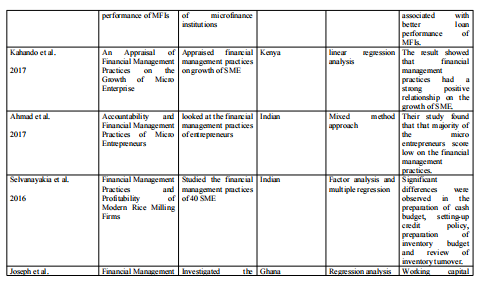 performance of MFIs
of microfinance
institutions
associated with
better loan
performance of
MFIs.
Kahando et al.
2017
An Appraisal of
Financial Management
Practices on the
Growth of Micro
Enterprise
Appraised financial
management practices
on growth of SME
Kenya
linear regression
analysis
The result showed
that financial
management
practices had a
strong positive
relationship on the
growth of SME.
Ahmad et al.
2017
Accountability and
Financial Management
Practices of Micro
Entrepreneurs
looked at the financial
management practices
of entrepreneurs
Indian
Mixed method
approach
Their study found
that that majority of
the micro
entrepreneurs score
low on the financial
management
practices.
Selvanayakia et al.
2016
Financial Management
Practices and
Profitability of
Modern Rice Milling
Firms
Studied the financial
management practices
of 40 SME
Indian
Factor analysis and
multiple regression
Significant
differences were
observed in the
preparation of cash
budget, setting-up
credit policy,
preparation of
inventory budget
and review of
inventory turnover.
Joseph et al.
Financial Management
Investigated the
Ghana
Regression analysis
Working capital